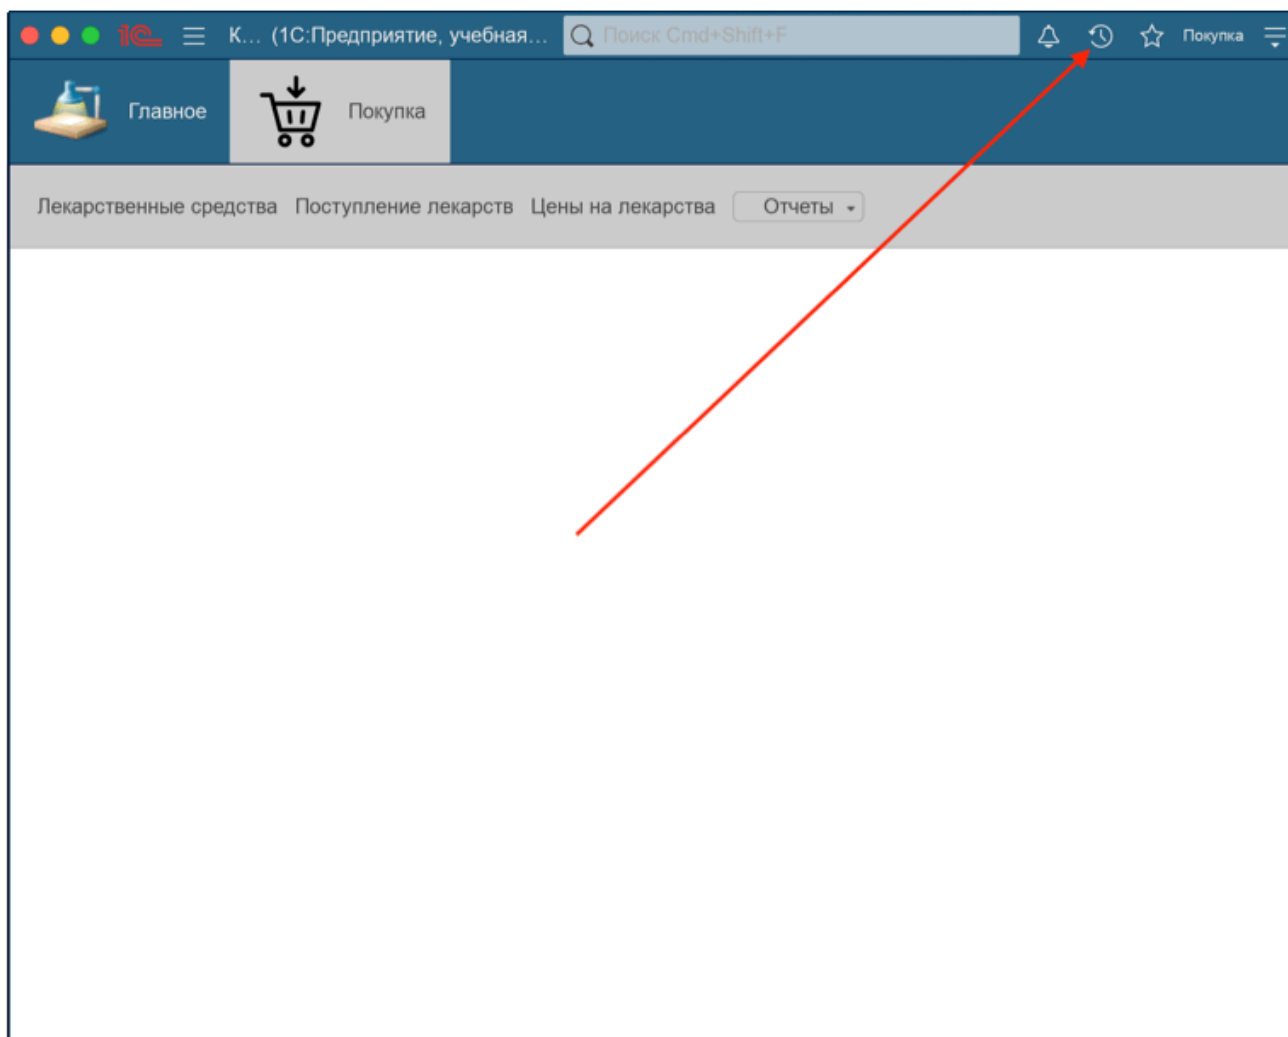 1С К... (1С:Предприятие, учебная... Поиск Cmd+Shift+F Покупка
Главное Покупка
Лекарственные средства Поступление лекарств Цены на лекарства Отчеты